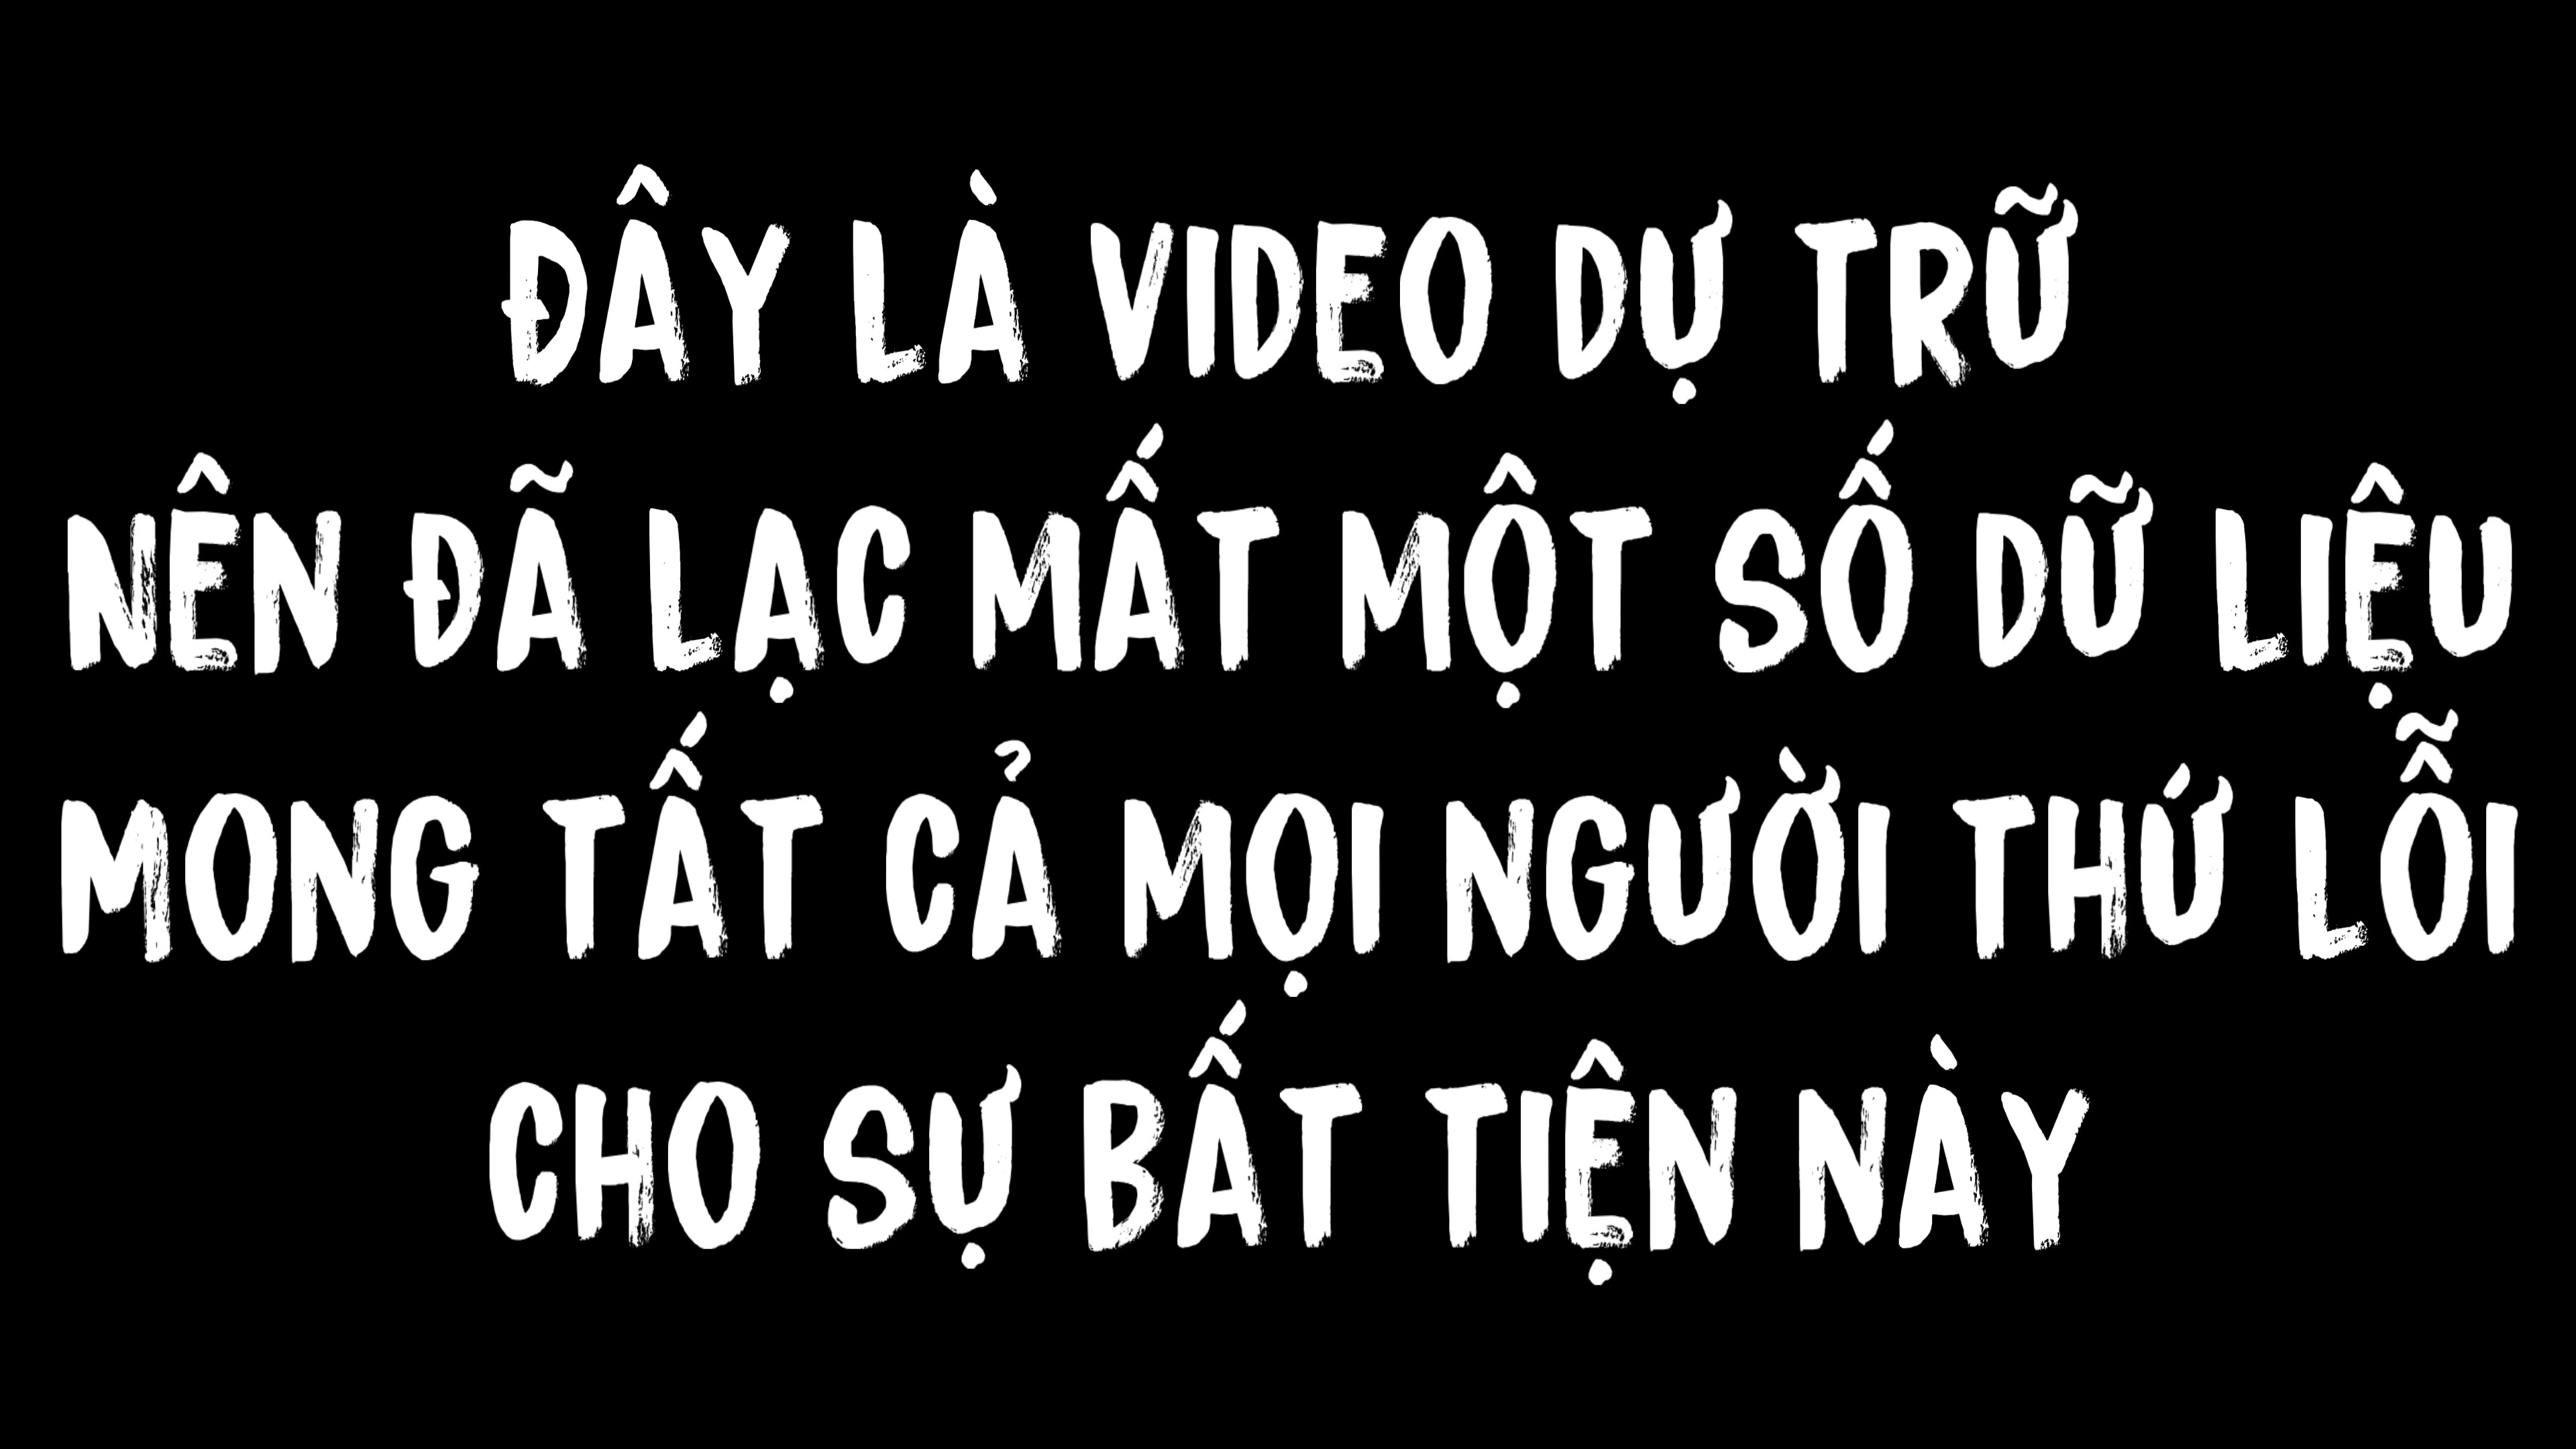 ĐÂY LÀ VIDEO DỰ TRỮ
NÊN ĐÃ LẠC MẤT MỘT SỐ DỮ LIỆU
MONG TẤT CẢ MỌI NGƯỜI THỨ LỖI
CHO SỰ BẤT TIỆN NÀY